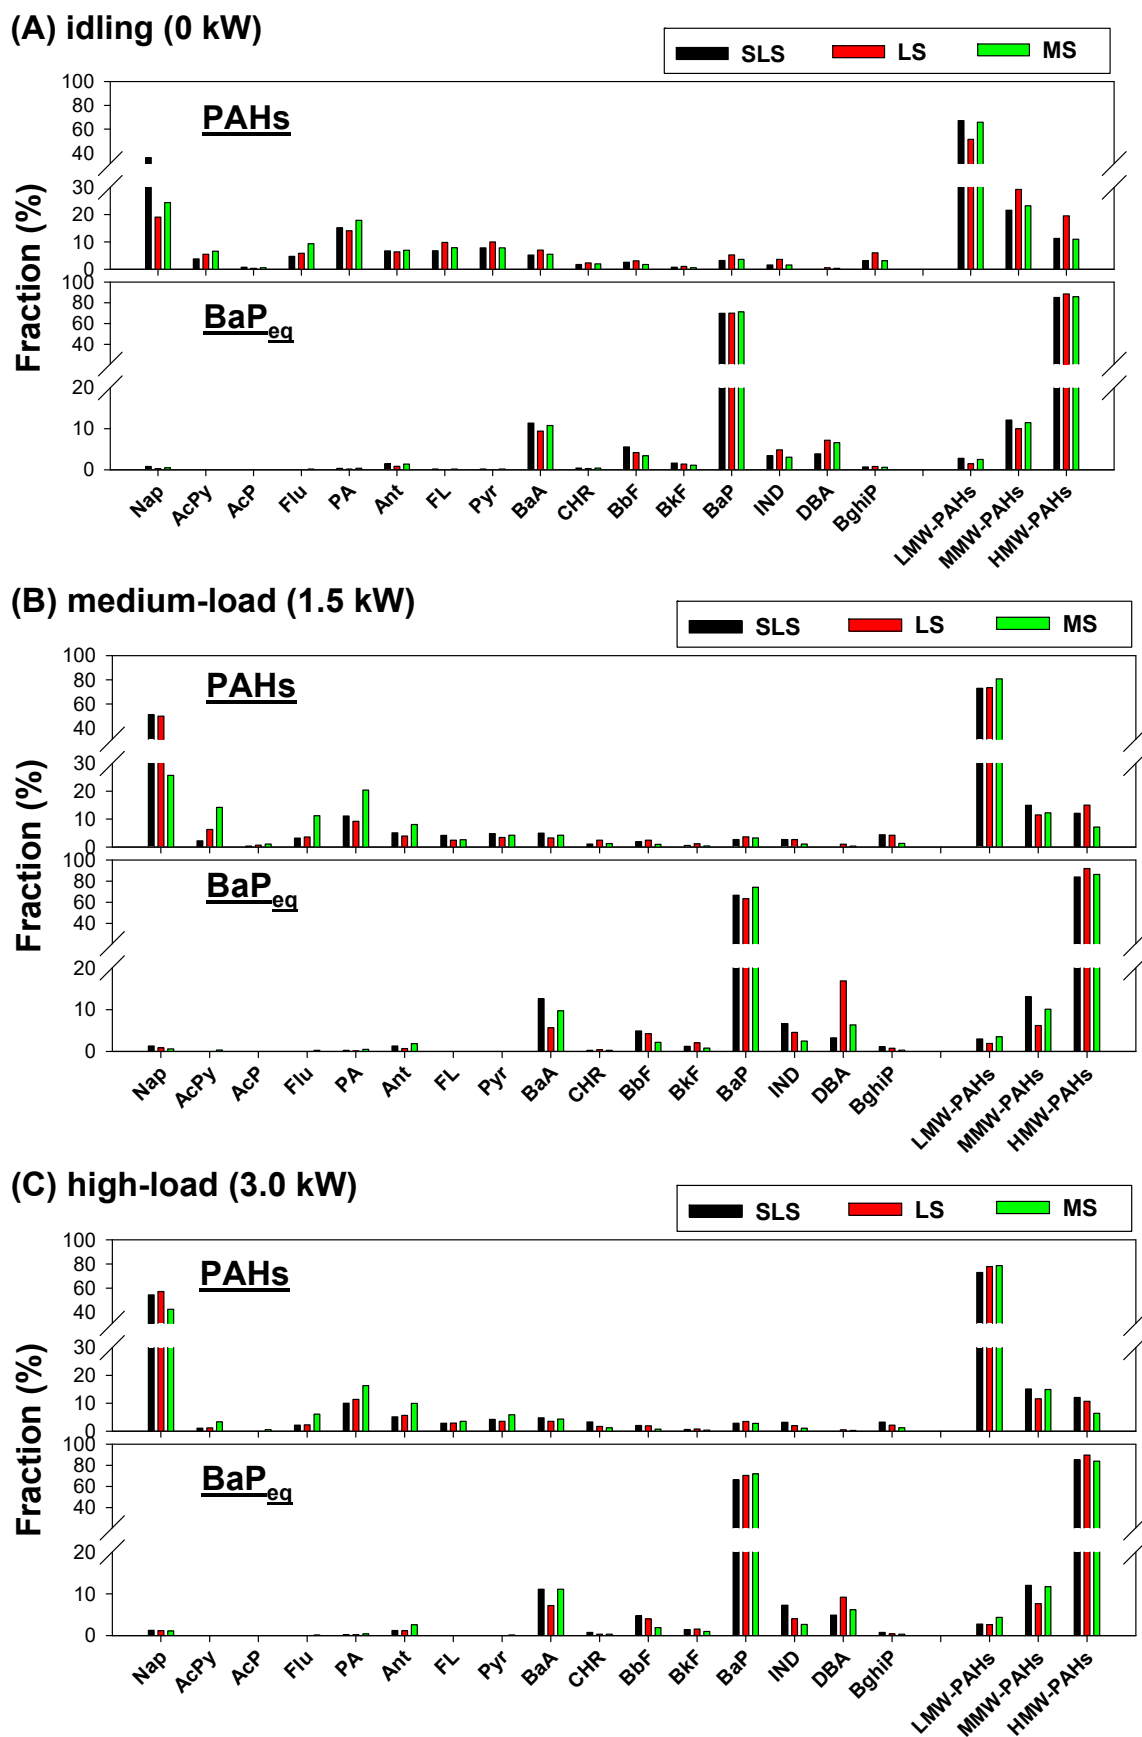 (A) idling (0 kW)
SLS LS MS
PAHs
100
80
60
40
30
20
10
0
BaPeq
100
80
60
40
20
10
0
Fraction (%)
Nap AcPy AcP Flu PA Ant FL Pyr BaA CHR BbF BkF BaP IND DBA BghiP LMW-PAHs MMW-PAHs HMW-PAHs
(B) medium-load (1.5 kW)
SLS LS MS
PAHs
100
80
60
40
30
20
10
0
BaPeq
100
80
60
40
20
10
0
Fraction (%)
Nap AcPy AcP Flu PA Ant FL Pyr BaA CHR BbF BkF BaP IND DBA BghiP LMW-PAHs MMW-PAHs HMW-PAHs
(C) high-load (3.0 kW)
SLS LS MS
PAHs
100
80
60
40
30
20
10
0
BaPeq
100
80
60
40
20
10
0
Fraction (%)
Nap AcPy AcP Flu PA Ant FL Pyr BaA CHR BbF BkF BaP IND DBA BghiP LMW-PAHs MMW-PAHs HMW-PAHs